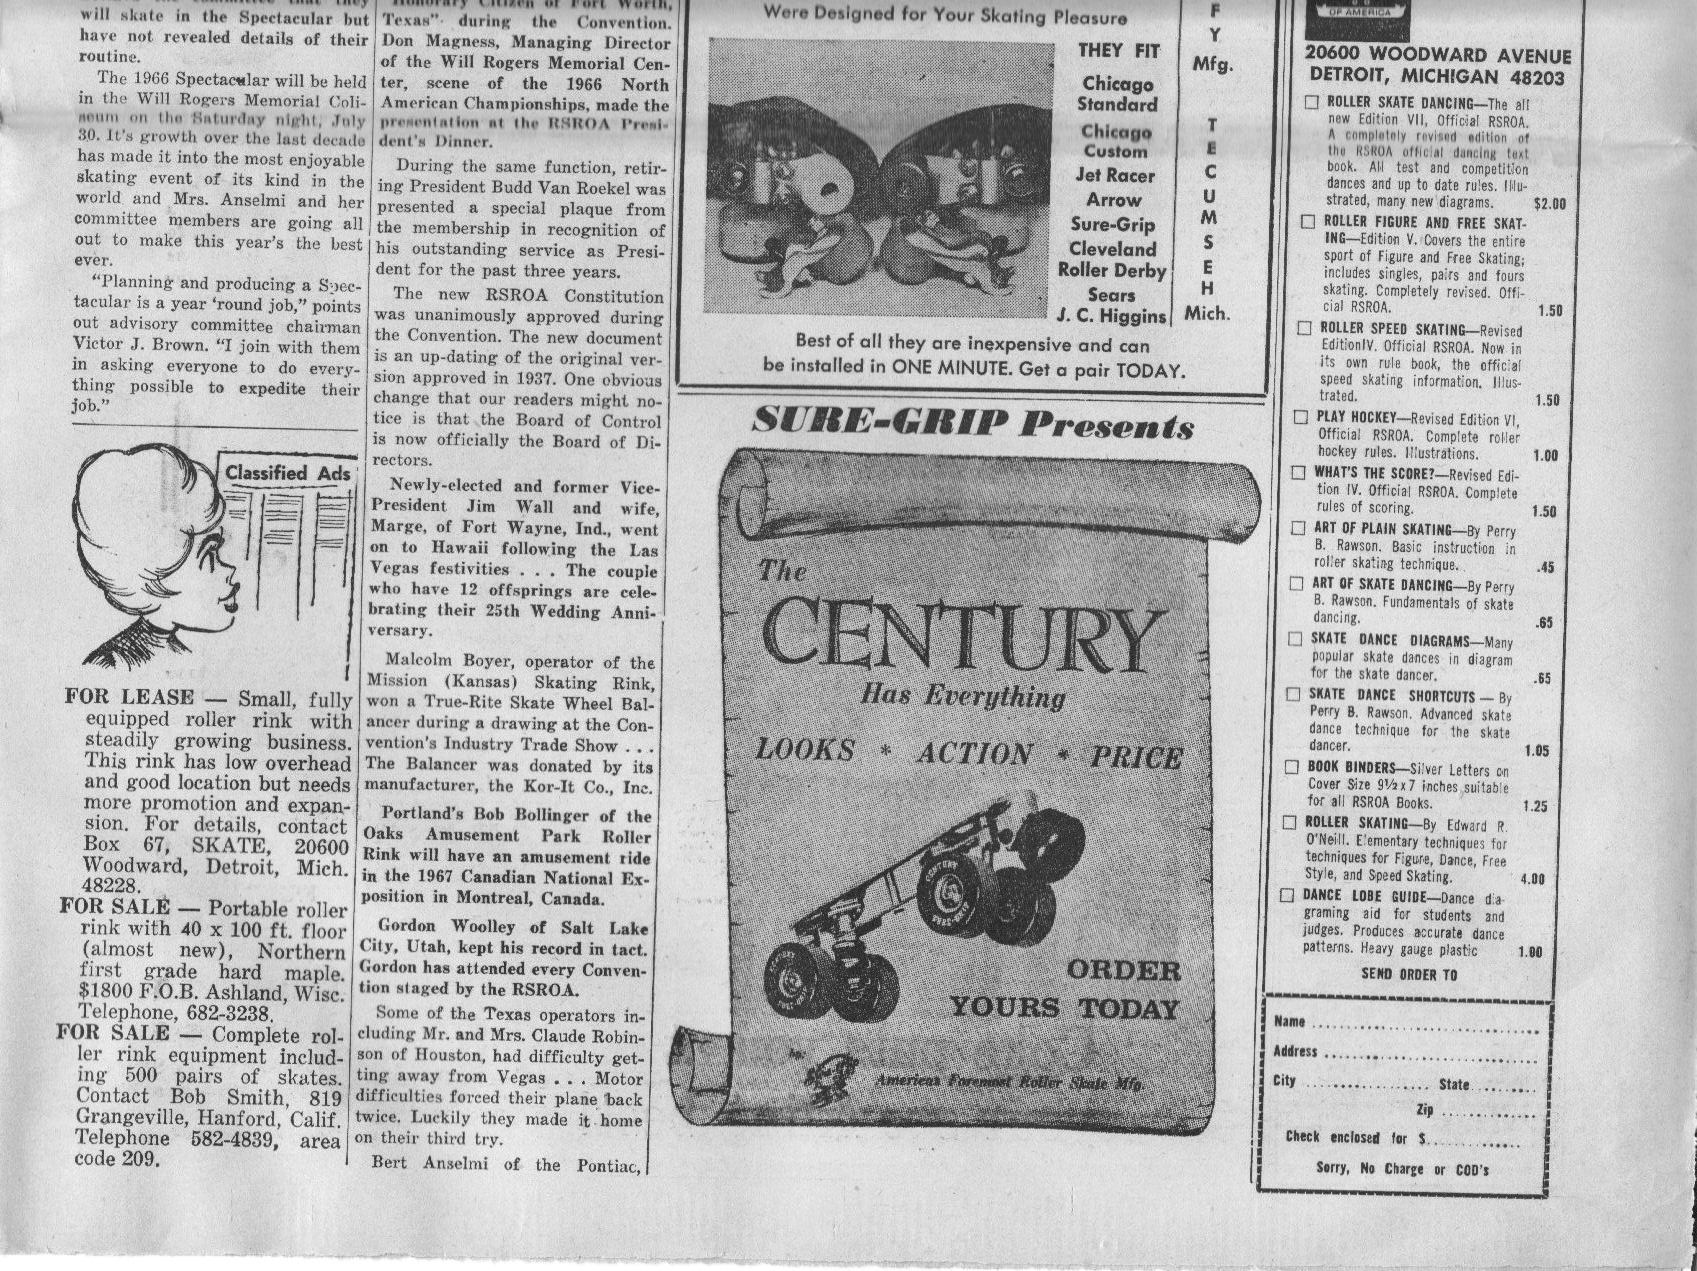 will skate in the Spectacular but
have not revealed details of their
routine.
The 1966 Spectacular will be held
in the Will Rogers Memorial Coli-
seum on the Saturday night, July
30. It's growth over the last decade
has made it into the most enjoyable
skating event of its kind in the
world and Mrs. Anselmi and her
committee members are going all
out to make this year's the best
ever.
"Planning and producing a Spec-
tacular is a year 'round job," points
out advisory committee chairman
Victor J. Brown. "I join with them
in asking everyone to do every-
thing possible to expedite their
job."
Classified Ads
FOR LEASE — Small, fully
equipped roller rink with
steadily growing business.
This rink has low overhead
and good location but needs
more promotion and expan-
sion. For details, contact
Box 67, SKATE, 20600
Woodward, Detroit, Mich.
48228.
FOR SALE — Portable roller
rink with 40 x 100 ft. floor
(almost new), Northern
first grade hard maple.
$1800 F.O.B. Ashland, Wisc.
Telephone, 682-3238.
FOR SALE — Complete rol-
ler rink equipment includ-
ing 500 pairs of skates.
Contact Bob Smith, 819
Grangeville, Hanford, Calif.
Telephone 582-4839, area
code 209.
Honorary Citizen of Fort Worth,
Texas" during the Convention.
Don Magness, Managing Director
of the Will Rogers Memorial Cen-
ter, scene of the 1966 North
American Championships, made the
presentation at the RSROA Presi-
dent's Dinner.
During the same function, retir-
ing President Budd Van Roekel was
presented a special plaque from
the membership in recognition of
his outstanding service as Presi-
dent for the past three years.
The new RSROA Constitution
was unanimously approved during
the Convention. The new document
is an up-dating of the original ver-
sion approved in 1937. One obvious
change that our readers might no-
tice is that the Board of Control
is now officially the Board of Di-
rectors.
Newly-elected and former Vice-
President Jim Wall and wife,
Marge, of Fort Wayne, Ind., went
on to Hawaii following the Las
Vegas festivities . . . The couple
who have 12 offsprings are cele-
brating their 25th Wedding Anni-
versary.
Malcolm Boyer, operator of the
Mission (Kansas) Skating Rink,
won a True-Rite Skate Wheel Bal-
ancer during a drawing at the Con-
vention's Industry Trade Show . . .
The Balancer was donated by its
manufacturer, the Kor-It Co., Inc.
Portland's Bob Bollinger of the
Oaks Amusement Park Roller
Rink will have an amusement ride
in the 1967 Canadian National Ex-
position in Montreal, Canada.
Gordon Woolley of Salt Lake
City, Utah, kept his record in tact.
Gordon has attended every Conven-
tion staged by the RSROA.
Some of the Texas operators in-
cluding Mr. and Mrs. Claude Robin-
son of Houston, had difficulty get-
ting away from Vegas . . . Motor
difficulties forced their plane back
twice. Luckily they made it home
on their third try.
Bert Anselmi of the Pontiac,
Were Designed for Your Skating Pleasure
THEY FIT
Chicago
Standard
Chicago
Custom
Jet Racer
Arrow
Sure-Grip
Cleveland
Roller Derby
Sears
J. C. Higgins
F
Y
Mfg.
T
E
C
U
M
S
E
H
Mich.
Best of all they are inexpensive and can
be installed in ONE MINUTE. Get a pair TODAY.
SURE-GRIP Presents
The
CENTURY
Has Everything
LOOKS * ACTION * PRICE
CENTURY
SURE-GRIP
ORDER
YOURS TODAY
by:
Americas Foremost Roller Skate Mfg.
OF AMERICA
20600 WOODWARD AVENUE
DETROIT, MICHIGAN 48203
ROLLER SKATE DANCING—The all
new Edition VII, Official RSROA.
A completely revised edition of
the RSROA official dancing text
book. All test and competition
dances and up to date rules. Illu-
strated, many new diagrams. $2.00
ROLLER FIGURE AND FREE SKAT-
ING—Edition V. Covers the entire
sport of Figure and Free Skating;
includes singles, pairs and fours
skating. Completely revised. Offi-
cial RSROA. 1.50
ROLLER SPEED SKATING—Revised
EditionIV. Official RSROA. Now in
its own rule book, the official
speed skating information. Illus-
trated. 1.50
PLAY HOCKEY—Revised Edition VI,
Official RSROA. Complete roller
hockey rules. Illustrations. 1.00
WHAT'S THE SCORE?—Revised Edi-
tion IV. Official RSROA. Complete
rules of scoring. 1.50
ART OF PLAIN SKATING—By Perry
B. Rawson. Basic instruction in
roller skating technique. .45
ART OF SKATE DANCING—By Perry
B. Rawson. Fundamentals of skate
dancing. .65
SKATE DANCE DIAGRAMS—Many
popular skate dances in diagram
for the skate dancer. .65
SKATE DANCE SHORTCUTS — By
Perry B. Rawson. Advanced skate
dance technique for the skate
dancer. 1.05
BOOK BINDERS—Silver Letters on
Cover Size 9½x7 inches suitable
for all RSROA Books. 1.25
ROLLER SKATING—By Edward R.
O'Neill. Elementary techniques for
techniques for Figure, Dance, Free
Style, and Speed Skating. 4.00
DANCE LOBE GUIDE—Dance dia-
graming aid for students and
judges. Produces accurate dance
patterns. Heavy gauge plastic 1.00
SEND ORDER TO
Name
Address
City State
Zip
Check enclosed for $
Sorry, No Charge or COD's